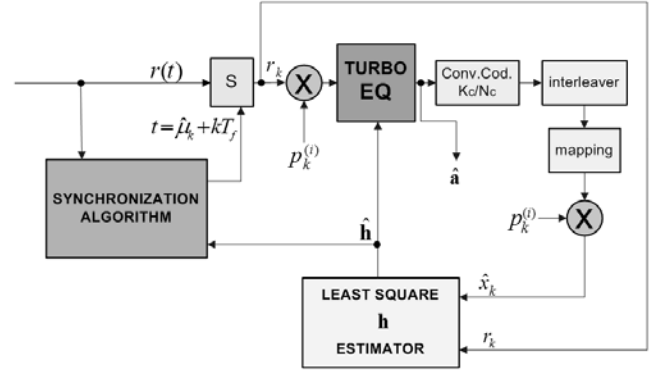 r(t)
S
r_k
X
TURBO
EQ
Conv.Cod.
Kc/Nc
interleaver
t=μ̂_k+kT_f
p_k^(i)
â
mapping
SYNCHRONIZATION
ALGORITHM
p_k^(i)
X
ĥ
x̂_k
LEAST SQUARE
h
ESTIMATOR
r_k